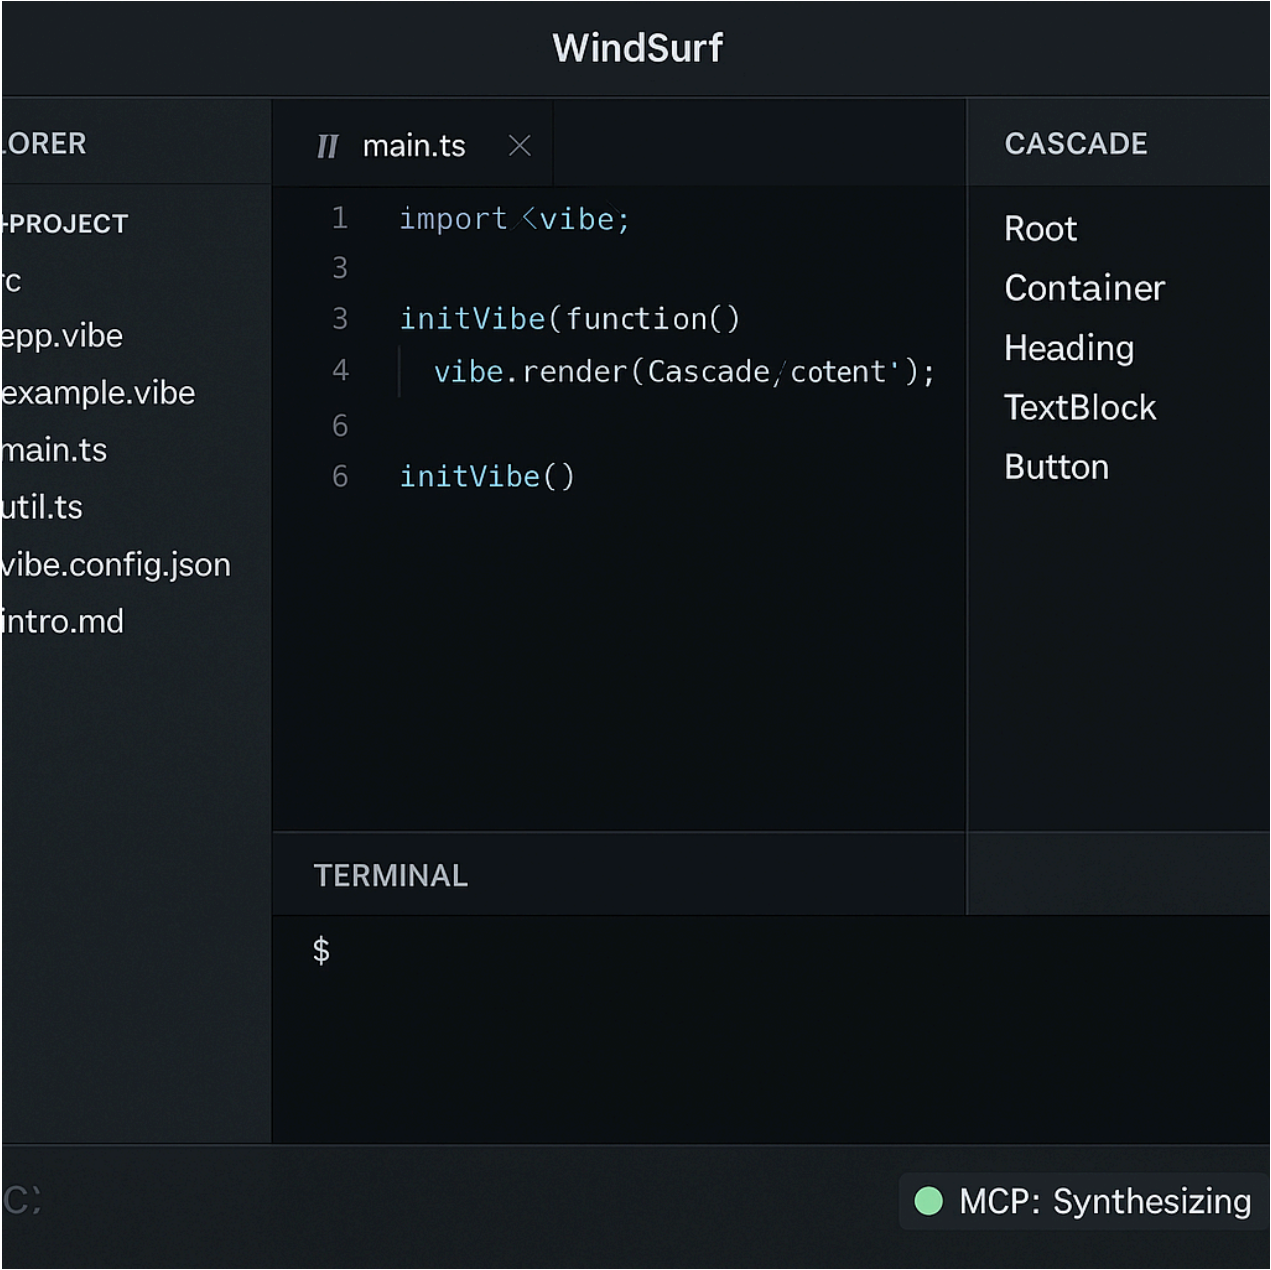 WindSurf
LORER
+PROJECT
rc
epp.vibe
example.vibe
main.ts
util.ts
vibe.config.json
intro.md
main.ts
1 import <vibe;
3
3 initVibe(function()
4 vibe.render(Cascade/cotent');
6
6 initVibe()
CASCADE
Root
Container
Heading
TextBlock
Button
TERMINAL
$
MCP: Synthesizing